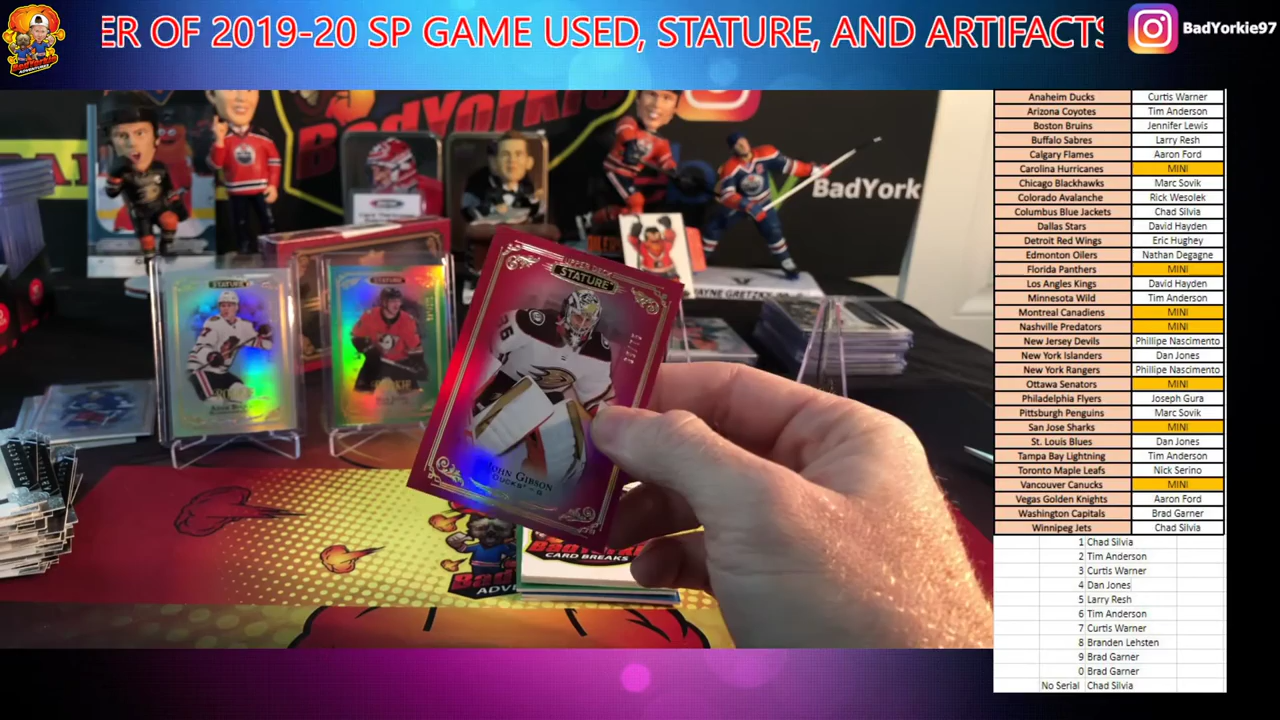 ER OF 2019-20 SP GAME USED, STATURE, AND ARTIFACTS
BadYorkie97
BadYorkie
BadYork
UPPER DECK
STATURE
JOHN GIBSON
DUCKS
STATURE
STATURE
CARD BREAKS
Anaheim Ducks Curtis Warner
Arizona Coyotes Tim Anderson
Boston Bruins Jennifer Lewis
Buffalo Sabres Larry Resh
Calgary Flames Aaron Ford
Carolina Hurricanes MINI
Chicago Blackhawks Marc Sovik
Colorado Avalanche Rick Wesolek
Columbus Blue Jackets Chad Silvia
Dallas Stars David Hayden
Detroit Red Wings Eric Hughey
Edmonton Oilers Nathan Degagne
Florida Panthers MINI
Los Angles Kings David Hayden
Minnesota Wild Tim Anderson
Montreal Canadiens MINI
Nashville Predators MINI
New Jersey Devils Phillipe Nascimento
New York Islanders Dan Jones
New York Rangers Phillipe Nascimento
Ottawa Senators MINI
Philadelphia Flyers Joseph Gura
Pittsburgh Penguins Marc Sovik
San Jose Sharks MINI
St. Louis Blues Dan Jones
Tampa Bay Lightning Tim Anderson
Toronto Maple Leafs Nick Serino
Vancouver Canucks MINI
Vegas Golden Knights Aaron Ford
Washington Capitals Brad Garner
Winnipeg Jets Chad Silvia
1 Chad Silvia
2 Tim Anderson
3 Curtis Warner
4 Dan Jones
5 Larry Resh
6 Tim Anderson
7 Curtis Warner
8 Branden Lehsten
9 Brad Garner
0 Brad Garner
No Serial Chad Silvia